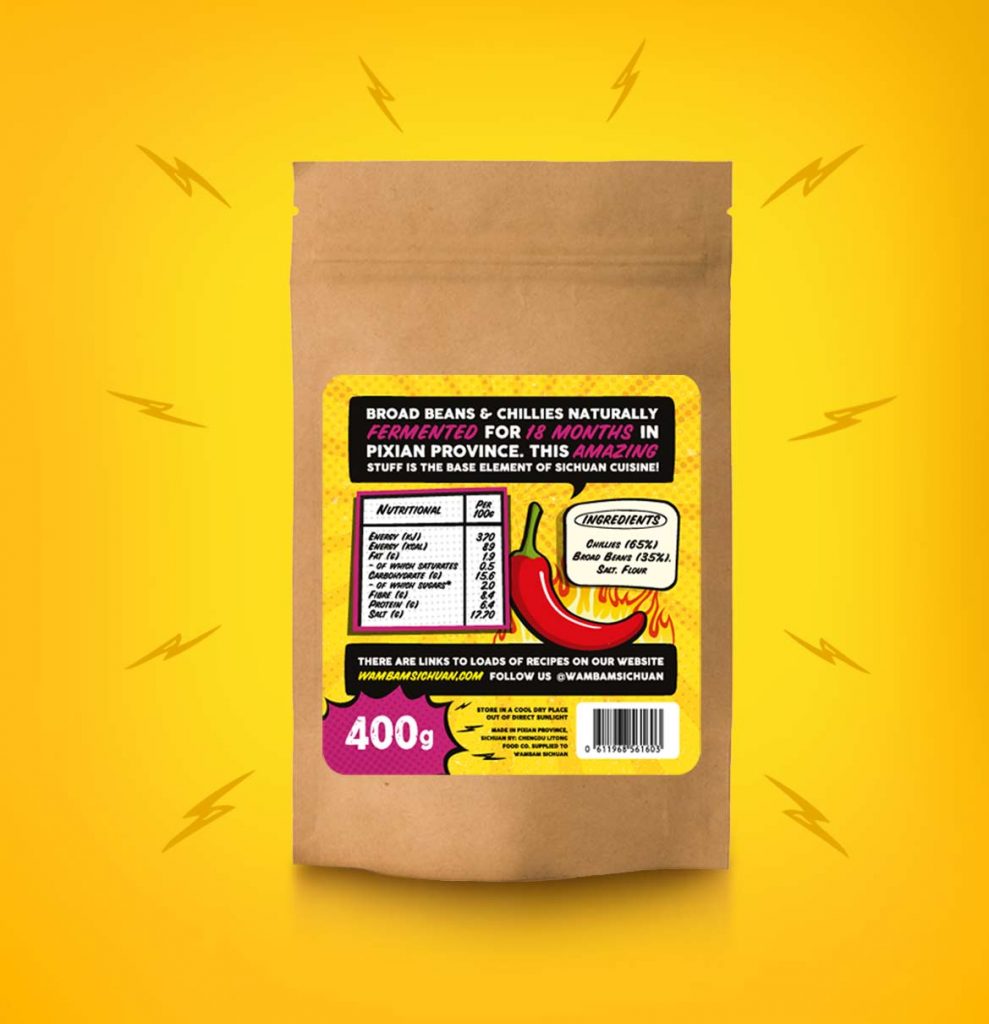 BROAD BEANS & CHILLIES NATURALLY
FERMENTED FOR 18 MONTHS IN
PIXIAN PROVINCE. THIS AMAZING
STUFF IS THE BASE ELEMENT OF SICHUAN CUISINE!
NUTRITIONAL PER 100G
ENERGY (KJ) 370
ENERGY (KCAL) 89
FAT (G) 1.9
- OF WHICH SATURATES 0.5
CARBOHYDRATE (G) 15.6
- OF WHICH SUGARS* 2.0
FIBRE (G) 8.4
PROTEIN (G) 6.4
SALT (G) 17.70
INGREDIENTS
CHILLIES (65%)
BROAD BEANS (35%).
SALT. FLOUR
THERE ARE LINKS TO LOADS OF RECIPES ON OUR WEBSITE
WAMBAMSICHUAN.COM FOLLOW US @WAMBAMSICHUAN
400g
STORE IN A COOL DRY PLACE
OUT OF DIRECT SUNLIGHT
MADE IN PIXIAN PROVINCE,
SICHUAN BY: CHENGDU LITONG
FOOD CO. SUPPLIED TO
WAMBAM SICHUAN
0 611968 561603